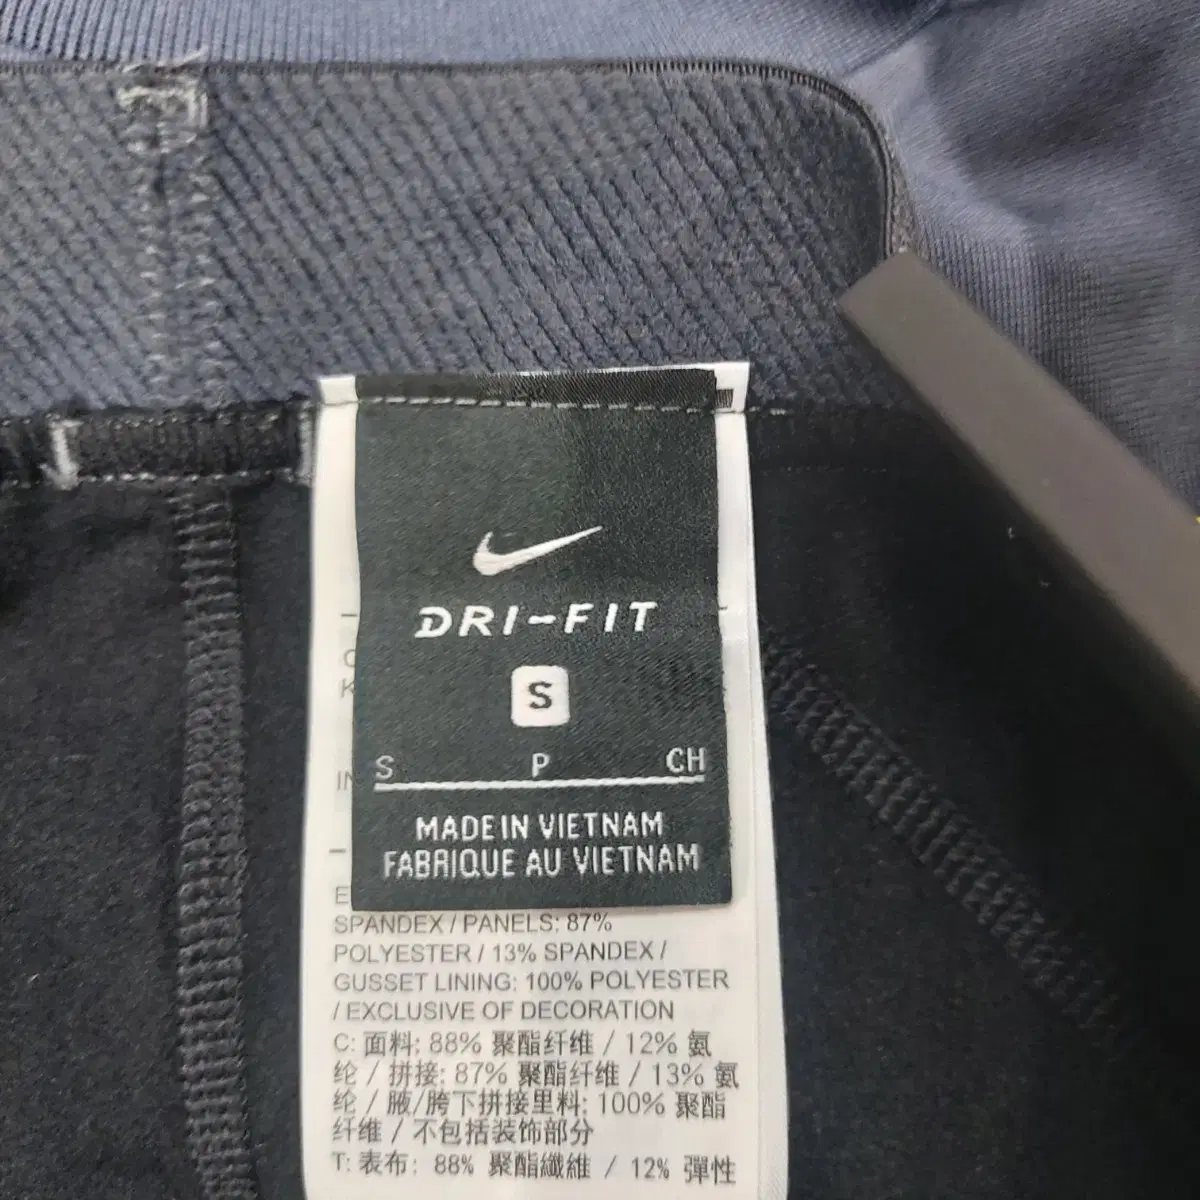 DRI-FIT
S
S P CH
MADE IN VIETNAM
FABRIQUE AU VIETNAM
SPANDEX / PANELS: 87%
POLYESTER / 13% SPANDEX /
GUSSET LINING: 100% POLYESTER
/ EXCLUSIVE OF DECORATION
C: 面料: 88% 聚酯纤维 / 12% 氨
纶 / 拼接: 87% 聚酯纤维 / 13% 氨
纶 / 腋/胯下拼接里料: 100% 聚酯
纤维 / 不包括装饰部分
T: 表布: 88% 聚酯纖維 / 12% 彈性